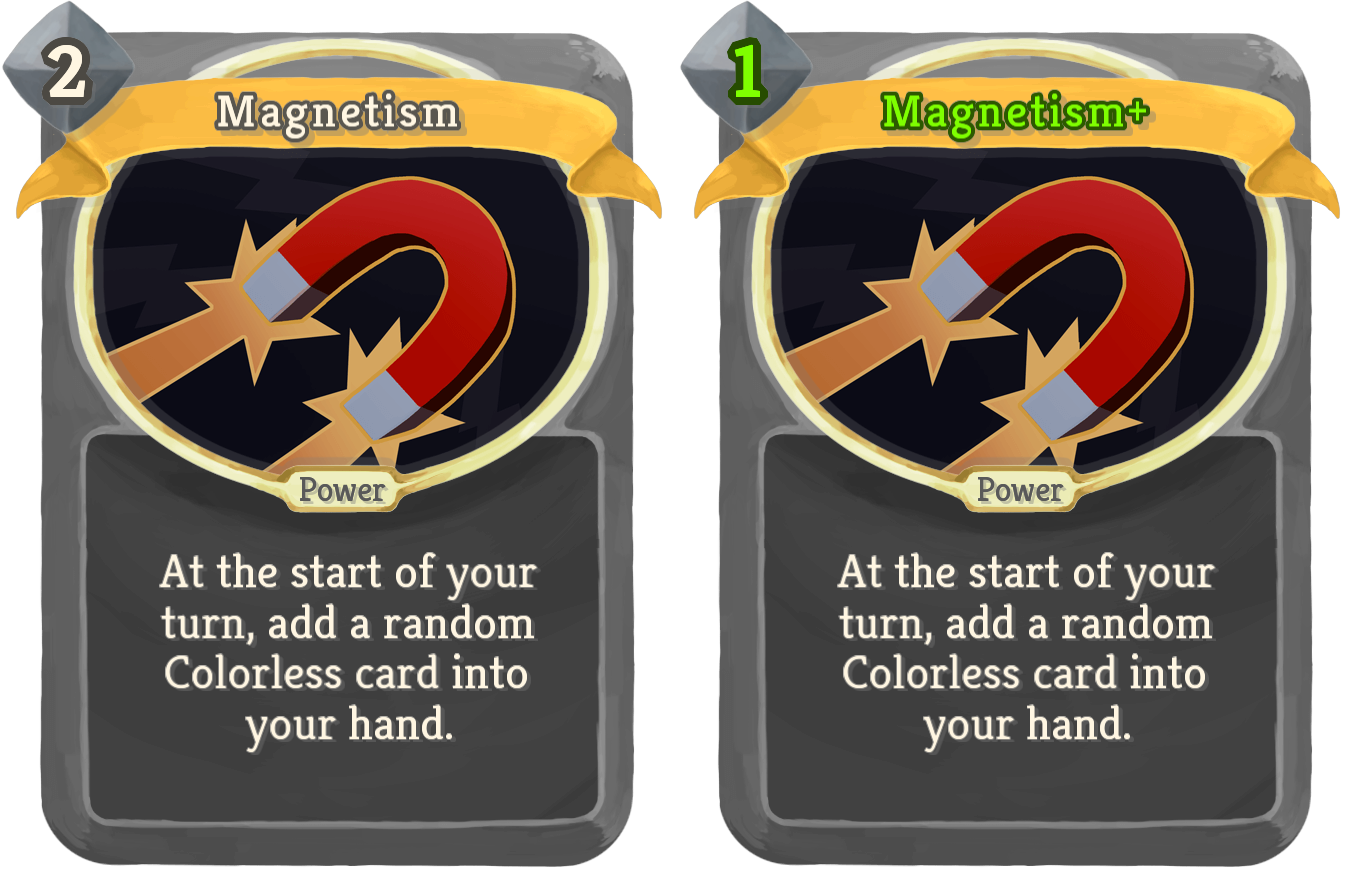 2
Magnetism
Power
At the start of your
turn, add a random
Colorless card into
your hand.
1
Magnetism+
Power
At the start of your
turn, add a random
Colorless card into
your hand.